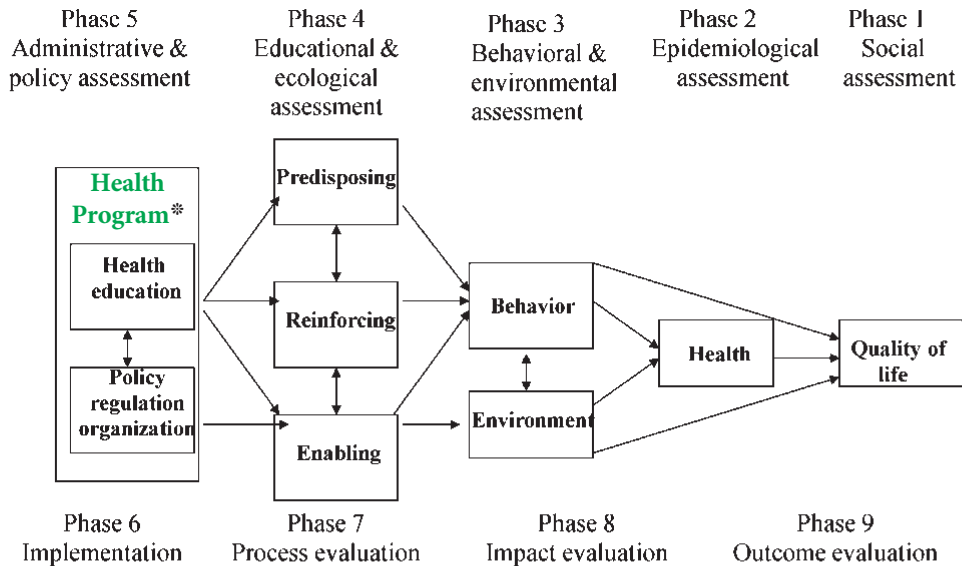 Phase 5
Administrative &
policy assessment
Phase 4
Educational &
ecological
assessment
Phase 3
Behavioral &
environmental
assessment
Phase 2
Epidemiological
assessment
Phase 1
Social
assessment
Health
Program*
Health
education
Policy
regulation
organization
Predisposing
Reinforcing
Enabling
Behavior
Environment
Health
Quality of
life
Phase 6
Implementation
Phase 7
Process evaluation
Phase 8
Impact evaluation
Phase 9
Outcome evaluation